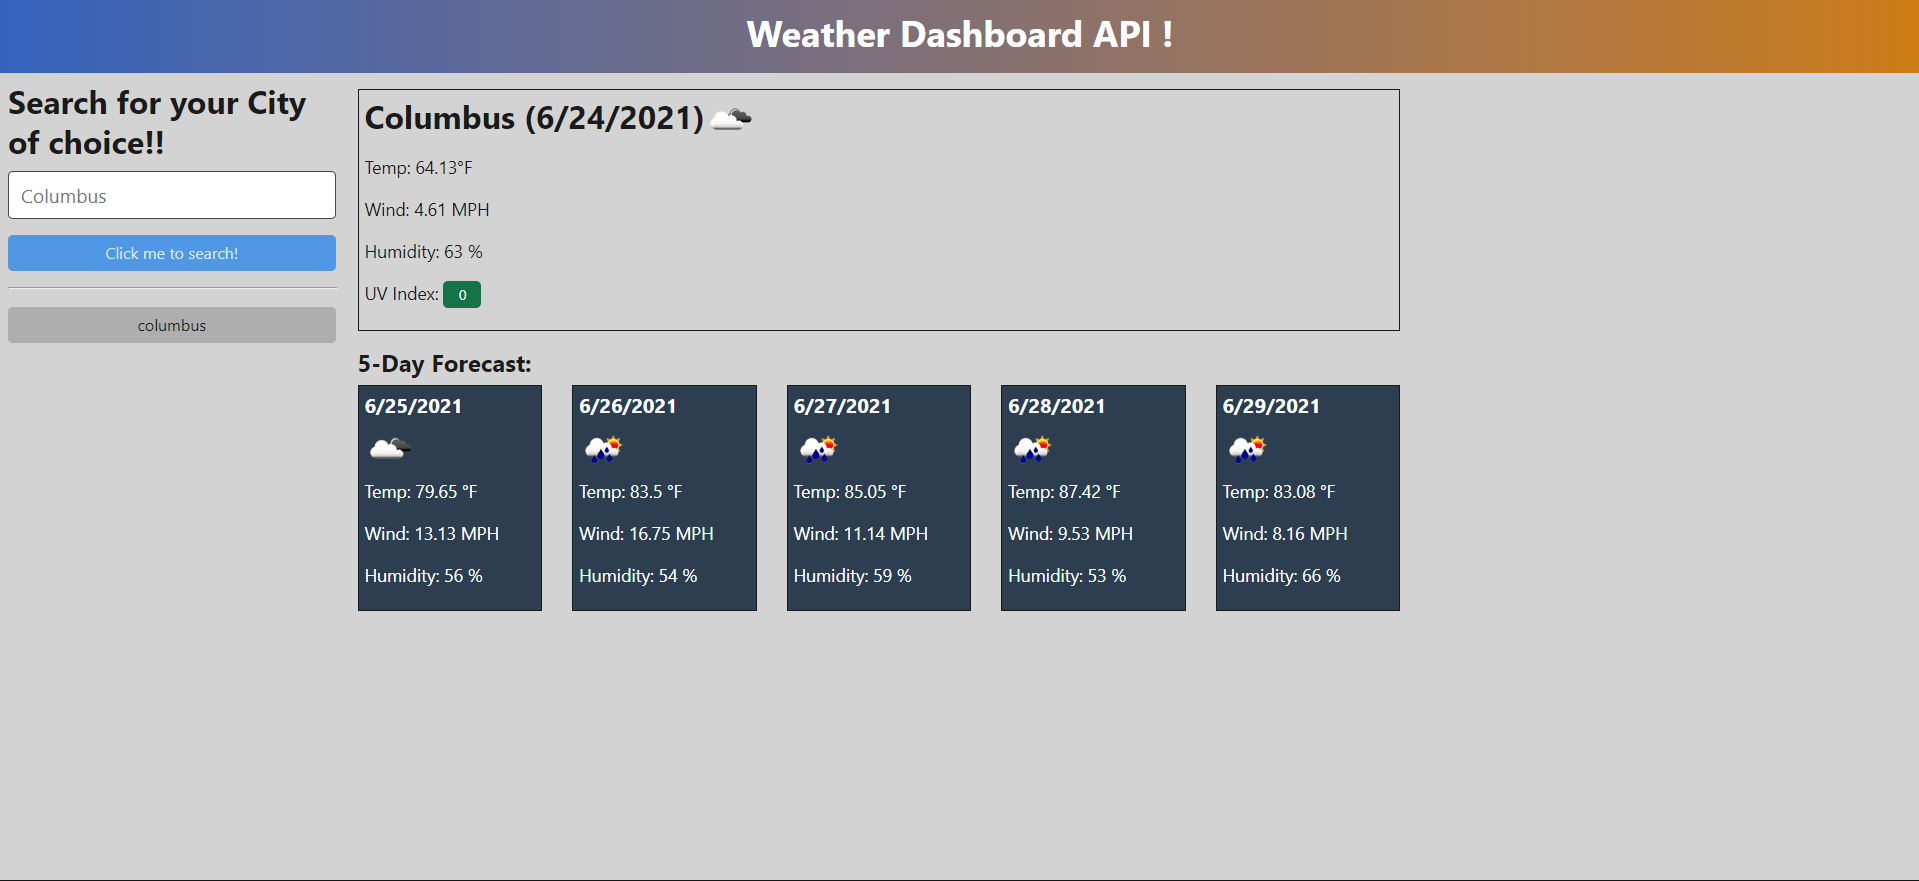 Weather Dashboard API !
Search for your City
of choice!!
Columbus
Click me to search!
columbus
Columbus (6/24/2021)
Temp: 64.13°F
Wind: 4.61 MPH
Humidity: 63 %
UV Index: 0
5-Day Forecast:
6/25/2021
Temp: 79.65 °F
Wind: 13.13 MPH
Humidity: 56 %
6/26/2021
Temp: 83.5 °F
Wind: 16.75 MPH
Humidity: 54 %
6/27/2021
Temp: 85.05 °F
Wind: 11.14 MPH
Humidity: 59 %
6/28/2021
Temp: 87.42 °F
Wind: 9.53 MPH
Humidity: 53 %
6/29/2021
Temp: 83.08 °F
Wind: 8.16 MPH
Humidity: 66 %